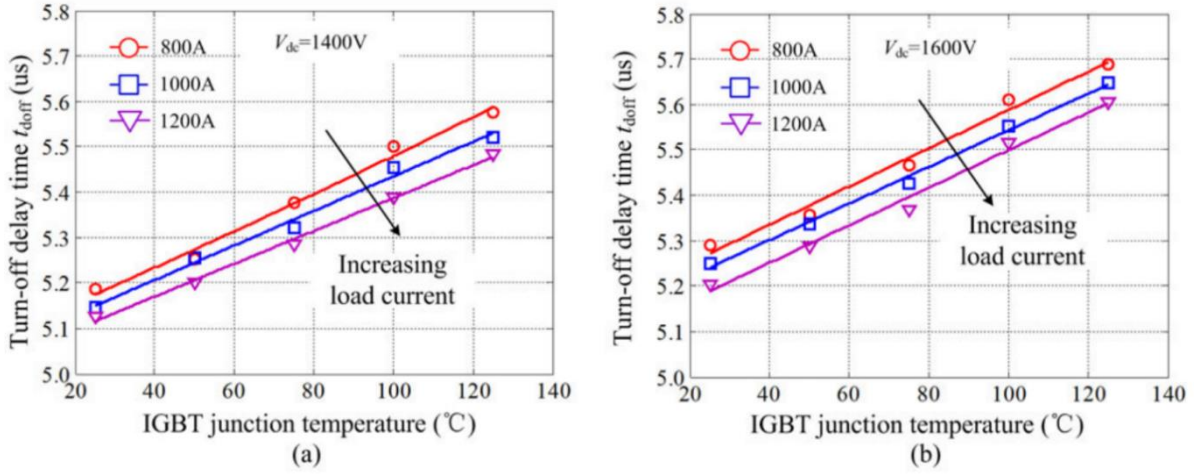 5.8
5.7
5.6
5.5
5.4
5.3
5.2
5.1
5.0
Turn-off delay time tdoff (us)
800A
1000A
1200A
Vdc=1400V
Increasing
load current
20 40 60 80 100 120 140
IGBT junction temperature (℃)
(a)
5.8
5.7
5.6
5.5
5.4
5.3
5.2
5.1
5.0
Turn-off delay time tdoff (us)
800A
1000A
1200A
Vdc=1600V
Increasing
load current
20 40 60 80 100 120 140
IGBT junction temperature (℃)
(b)